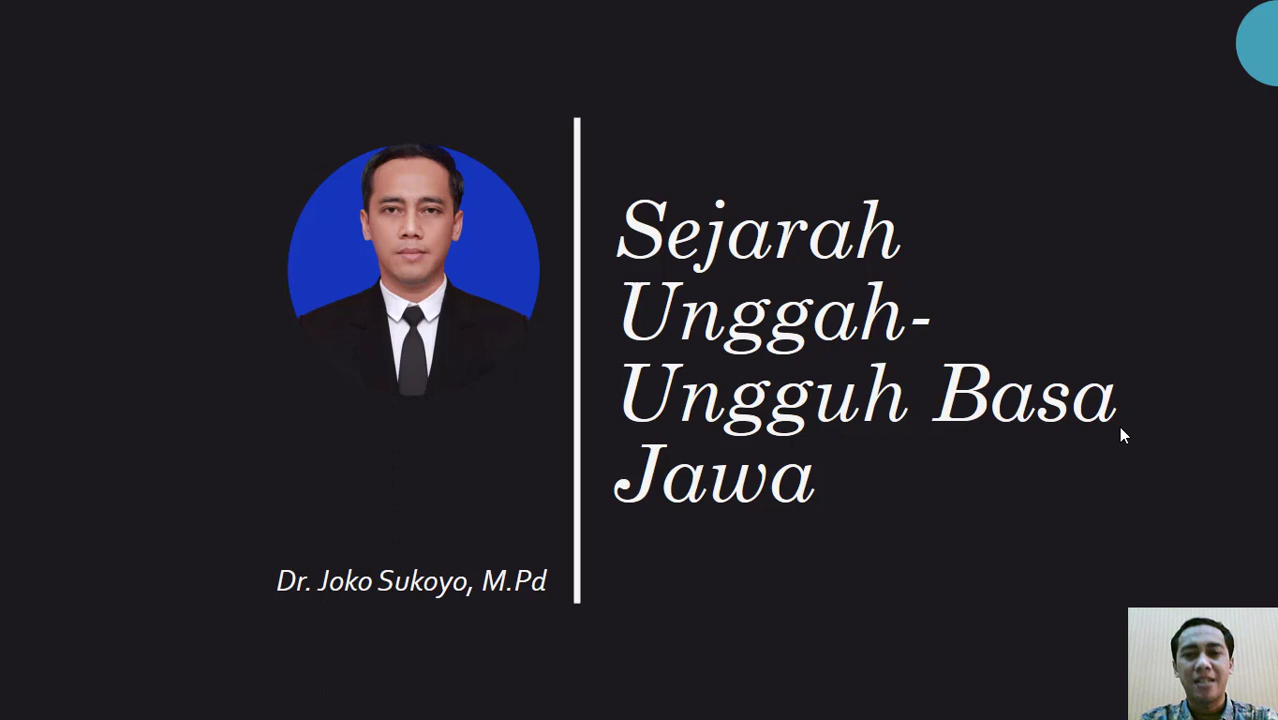 Sejarah
Unggah-
Ungguh Basa
Jawa
Dr. Joko Sukoyo, M.Pd